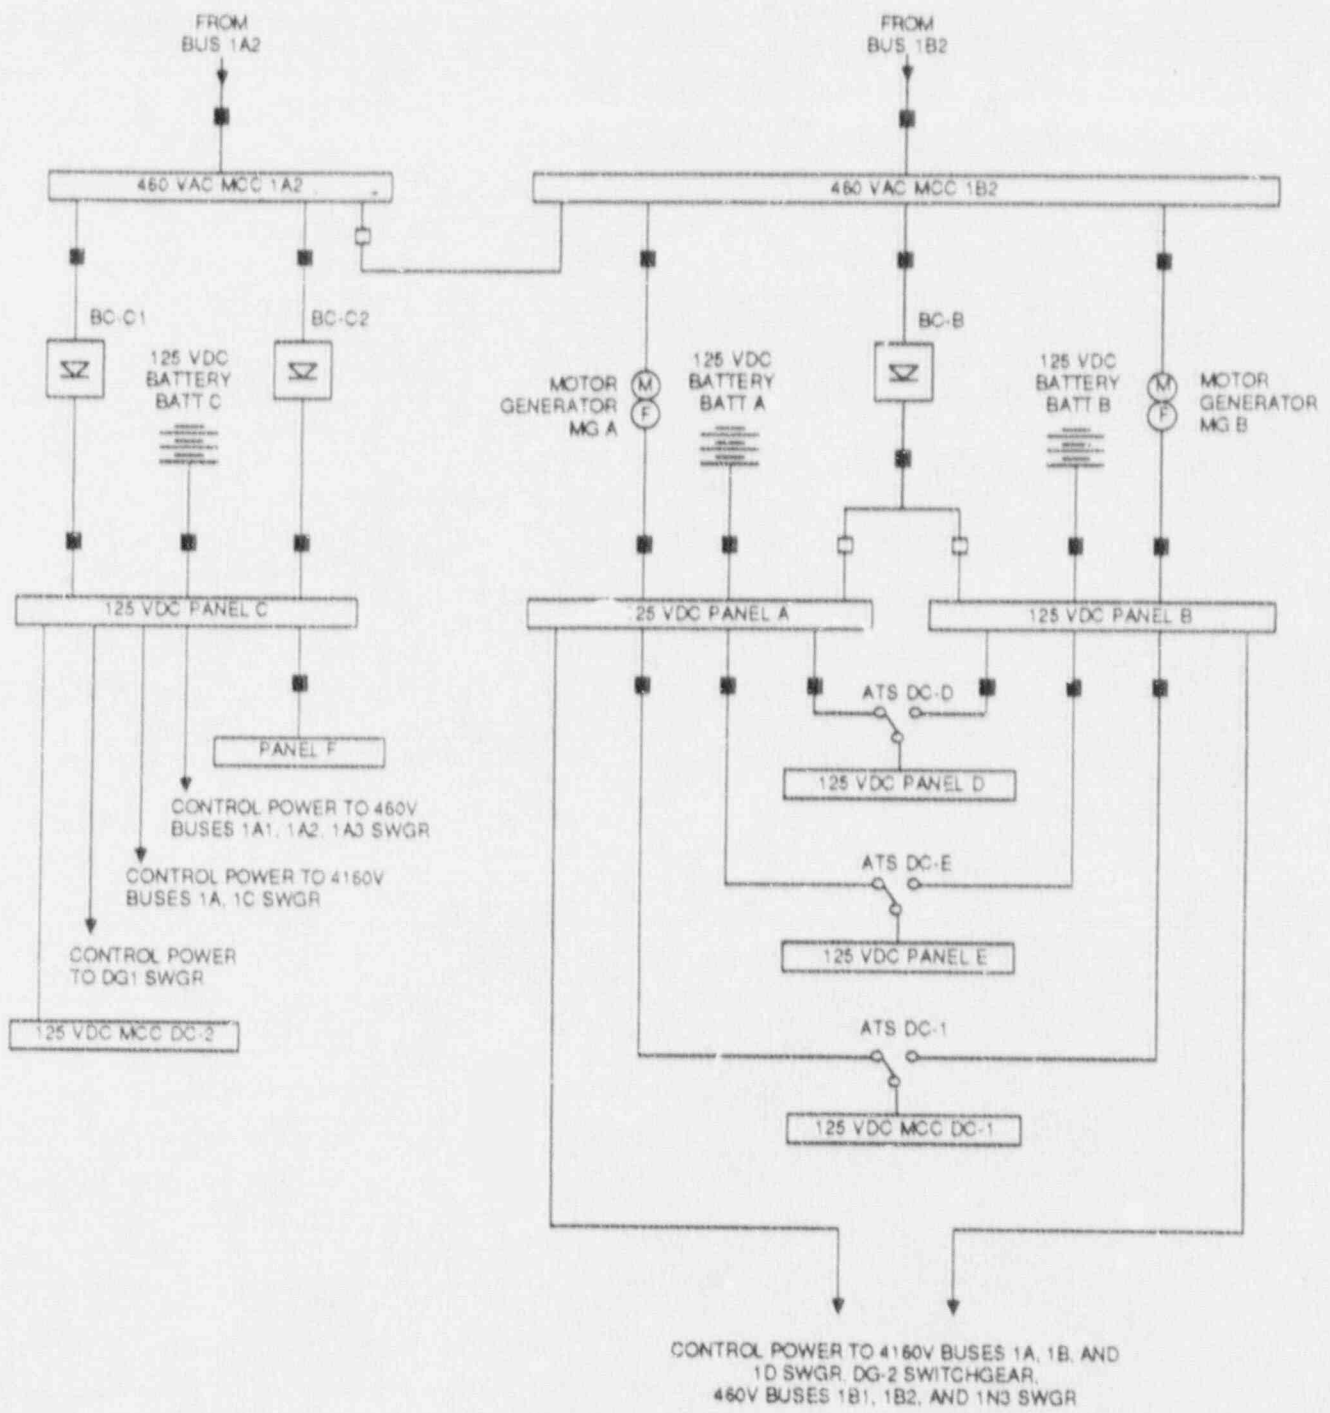 FROM
BUS 1A2
FROM
BUS 1B2
460 VAC MCC 1A2
460 VAC MCC 1B2
BC-C1
BC-C2
BC-B
125 VDC
BATTERY
BATT C
MOTOR
GENERATOR
MG A
M
F
125 VDC
BATTERY
BATT A
125 VDC
BATTERY
BATT B
M
F
MOTOR
GENERATOR
MG B
125 VDC PANEL C
25 VDC PANEL A
125 VDC PANEL B
ATS DC-D
PANEL F
125 VDC PANEL D
CONTROL POWER TO 460V
BUSES 1A1, 1A2, 1A3 SWGR
ATS DC-E
CONTROL POWER TO 4160V
BUSES 1A, 1C SWGR
CONTROL POWER
TO DG1 SWGR
125 VDC PANEL E
125 VDC MCC DC-2
ATS DC-1
125 VDC MCC DC-1
CONTROL POWER TO 4160V BUSES 1A, 1B, AND
1D SWGR, DG-2 SWITCHGEAR,
460V BUSES 1B1, 1B2, AND 1N3 SWGR